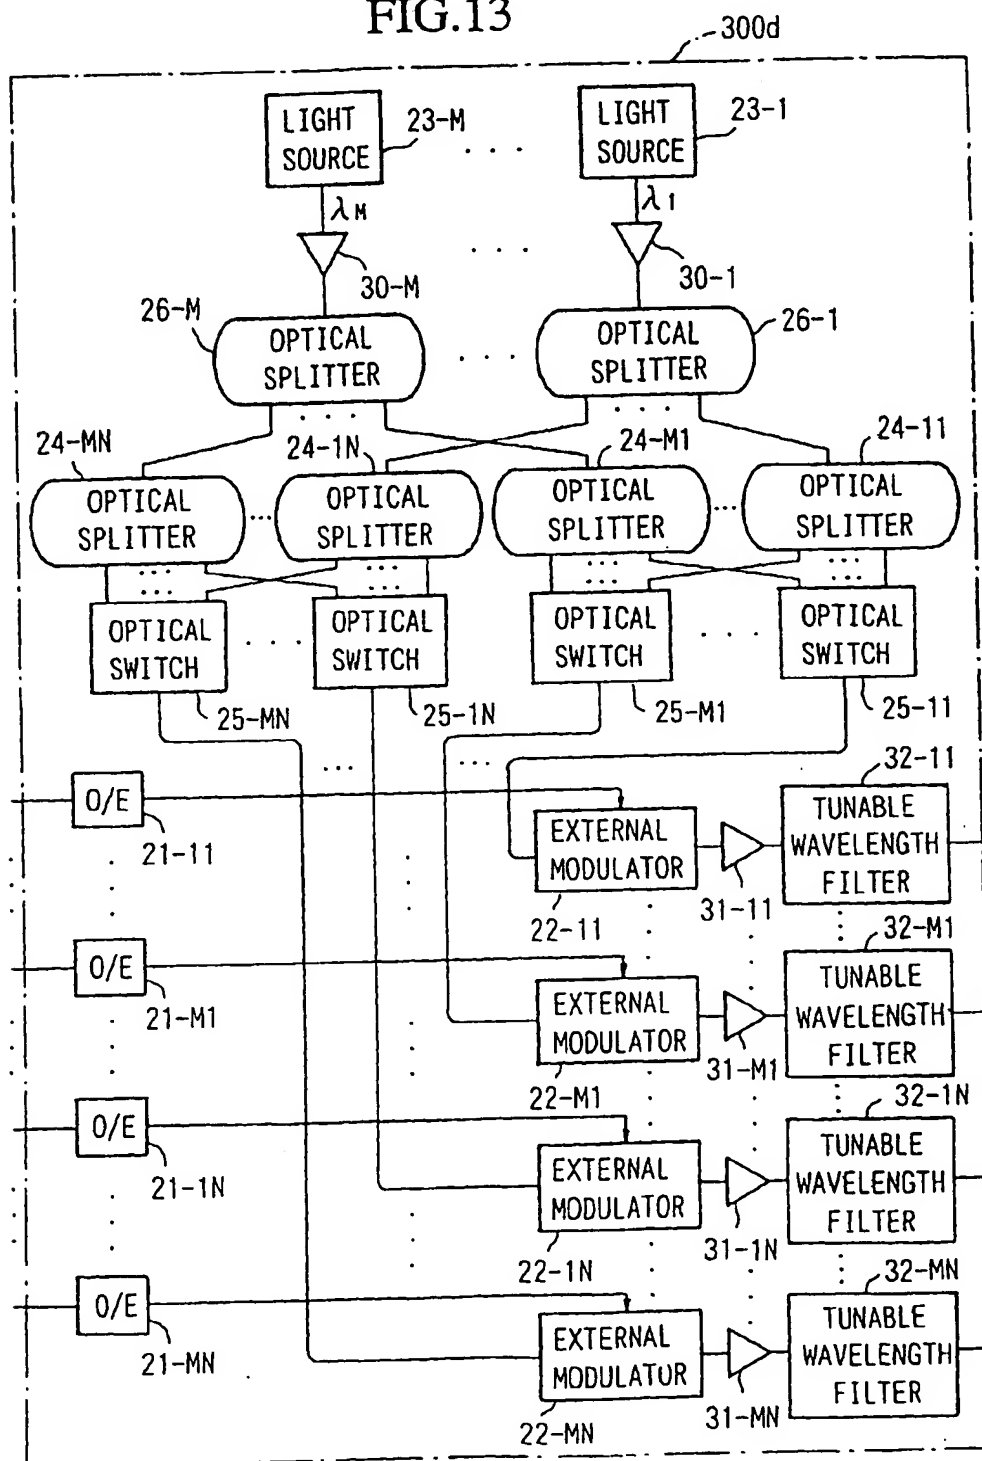 FIG.13
300d
LIGHT
SOURCE
23-M
. . .
LIGHT
SOURCE
23-1
λM
λ1
30-M
. . .
30-1
26-M
OPTICAL
SPLITTER
. . .
OPTICAL
SPLITTER
26-1
24-MN
24-1N
24-M1
24-11
OPTICAL
SPLITTER
...
OPTICAL
SPLITTER
OPTICAL
SPLITTER
...
OPTICAL
SPLITTER
OPTICAL
SWITCH
. . .
OPTICAL
SWITCH
OPTICAL
SWITCH
. . .
OPTICAL
SWITCH
25-MN
25-1N
25-M1
25-11
...
...
32-11
O/E
21-11
EXTERNAL
MODULATOR
22-11
31-11
TUNABLE
WAVELENGTH
FILTER
32-M1
O/E
21-M1
EXTERNAL
MODULATOR
22-M1
31-M1
TUNABLE
WAVELENGTH
FILTER
32-1N
O/E
21-1N
EXTERNAL
MODULATOR
22-1N
31-1N
TUNABLE
WAVELENGTH
FILTER
32-MN
O/E
21-MN
EXTERNAL
MODULATOR
22-MN
31-MN
TUNABLE
WAVELENGTH
FILTER